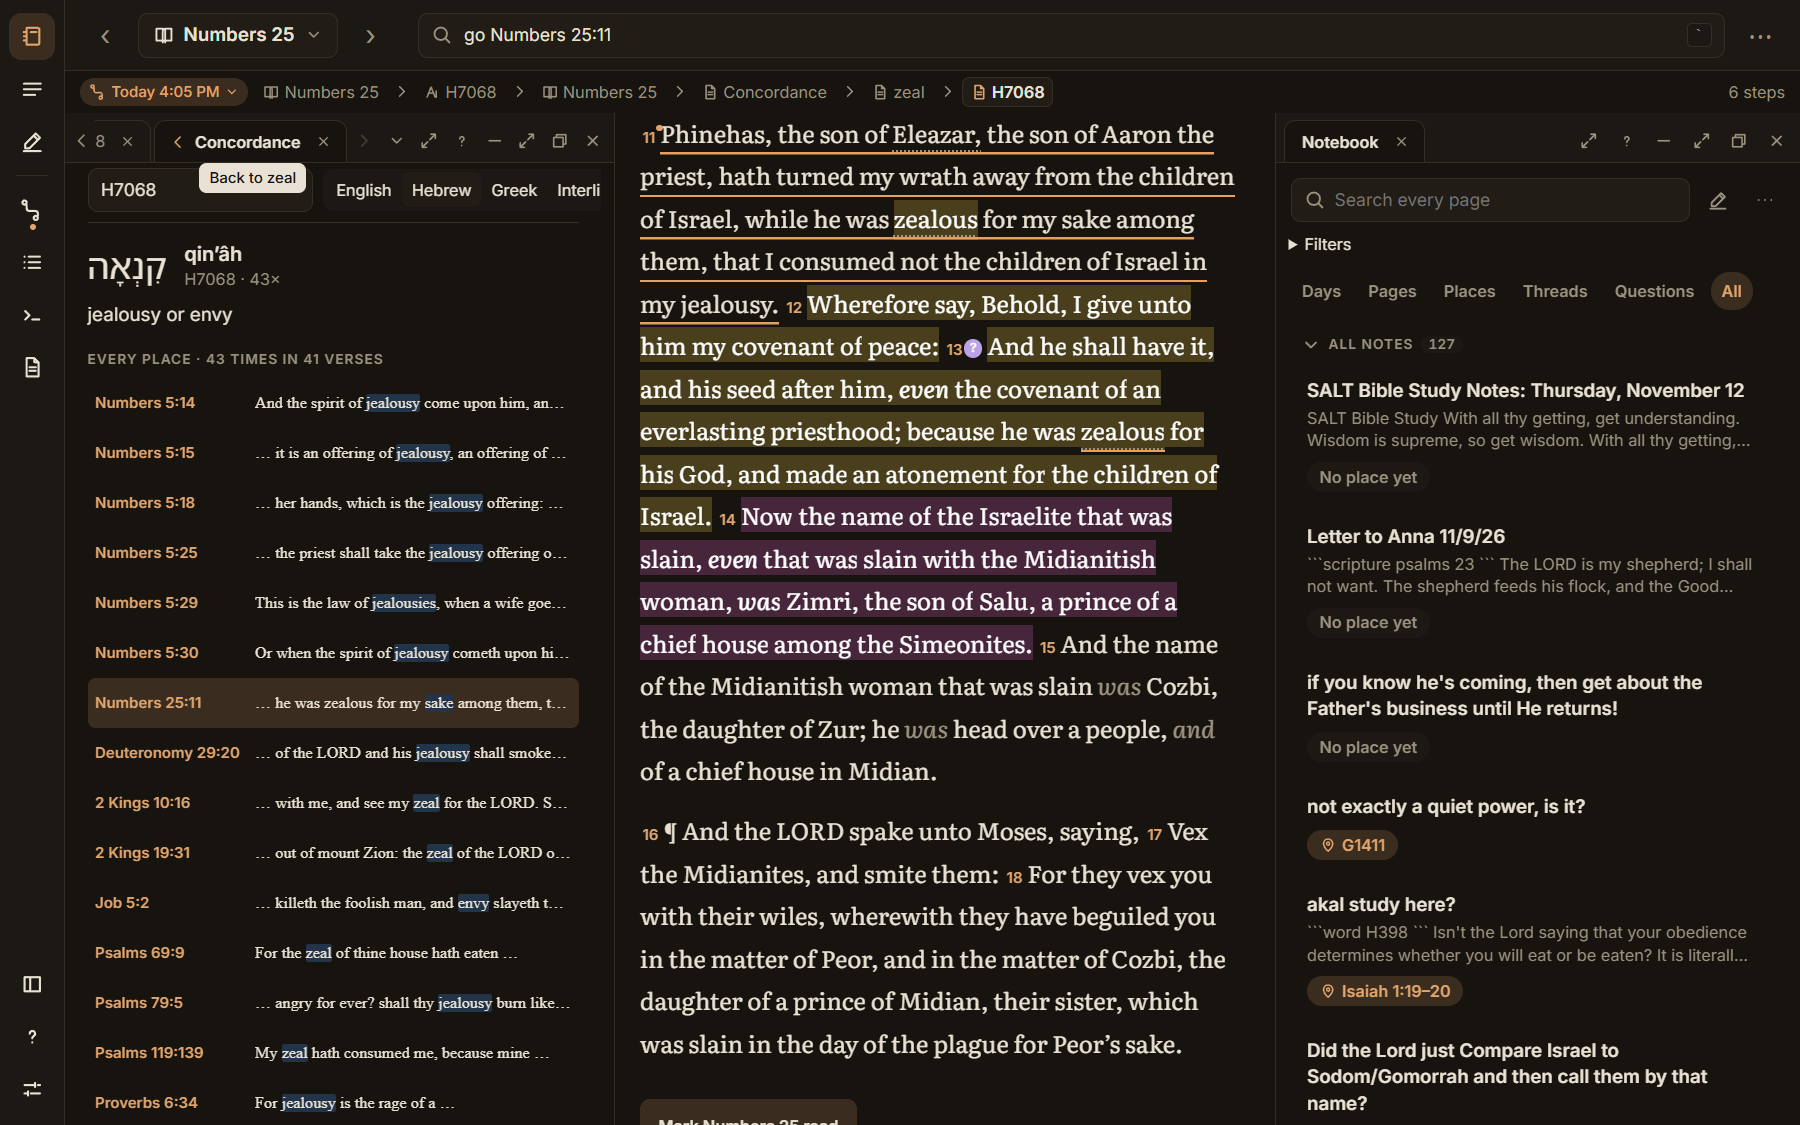 Numbers 25
go Numbers 25:11
`
Today 4:05 PM
Numbers 25
H7068
Numbers 25
Concordance
zeal
H7068
6 steps
8
Concordance
?
Back to zeal
H7068
English
Hebrew
Greek
Interli
קִנְאָה
qin'âh
H7068 · 43×
jealousy or envy
EVERY PLACE · 43 TIMES IN 41 VERSES
Numbers 5:14 And the spirit of jealousy come upon him, an…
Numbers 5:15 … it is an offering of jealousy, an offering of …
Numbers 5:18 … her hands, which is the jealousy offering: …
Numbers 5:25 … the priest shall take the jealousy offering o…
Numbers 5:29 This is the law of jealousies, when a wife goe…
Numbers 5:30 Or when the spirit of jealousy cometh upon hi…
Numbers 25:11 … he was zealous for my sake among them, t…
Deuteronomy 29:20 … of the LORD and his jealousy shall smoke…
2 Kings 10:16 … with me, and see my zeal for the LORD. S…
2 Kings 19:31 … out of mount Zion: the zeal of the LORD o…
Job 5:2 … killeth the foolish man, and envy slayeth t…
Psalms 69:9 For the zeal of thine house hath eaten …
Psalms 79:5 … angry for ever? shall thy jealousy burn like…
Psalms 119:139 My zeal hath consumed me, because mine …
Proverbs 6:34 For jealousy is the rage of a …
11 Phinehas, the son of Eleazar, the son of Aaron the
priest, hath turned my wrath away from the children
of Israel, while he was zealous for my sake among
them, that I consumed not the children of Israel in
my jealousy. 12 Wherefore say, Behold, I give unto
him my covenant of peace: 13 ? And he shall have it,
and his seed after him, even the covenant of an
everlasting priesthood; because he was zealous for
his God, and made an atonement for the children of
Israel. 14 Now the name of the Israelite that was
slain, even that was slain with the Midianitish
woman, was Zimri, the son of Salu, a prince of a
chief house among the Simeonites. 15 And the name
of the Midianitish woman that was slain was Cozbi,
the daughter of Zur; he was head over a people, and
of a chief house in Midian.
16 ¶ And the LORD spake unto Moses, saying, 17 Vex
the Midianites, and smite them: 18 For they vex you
with their wiles, wherewith they have beguiled you
in the matter of Peor, and in the matter of Cozbi, the
daughter of a prince of Midian, their sister, which
was slain in the day of the plague for Peor's sake.
Mark Numbers 25 read
Notebook
?
Search every page
Filters
Days
Pages
Places
Threads
Questions
All
ALL NOTES 127
SALT Bible Study Notes: Thursday, November 12
SALT Bible Study With all thy getting, get understanding.
Wisdom is supreme, so get wisdom. With all thy getting,…
No place yet
Letter to Anna 11/9/26
```scripture psalms 23 ``` The LORD is my shepherd; I shall
not want. The shepherd feeds his flock, and the Good…
No place yet
if you know he's coming, then get about the
Father's business until He returns!
No place yet
not exactly a quiet power, is it?
G1411
akal study here?
```word H398 ``` Isn't the Lord saying that your obedience
determines whether you will eat or be eaten? It is literall…
Isaiah 1:19–20
Did the Lord just Compare Israel to
Sodom/Gomorrah and then call them by that
name?
?